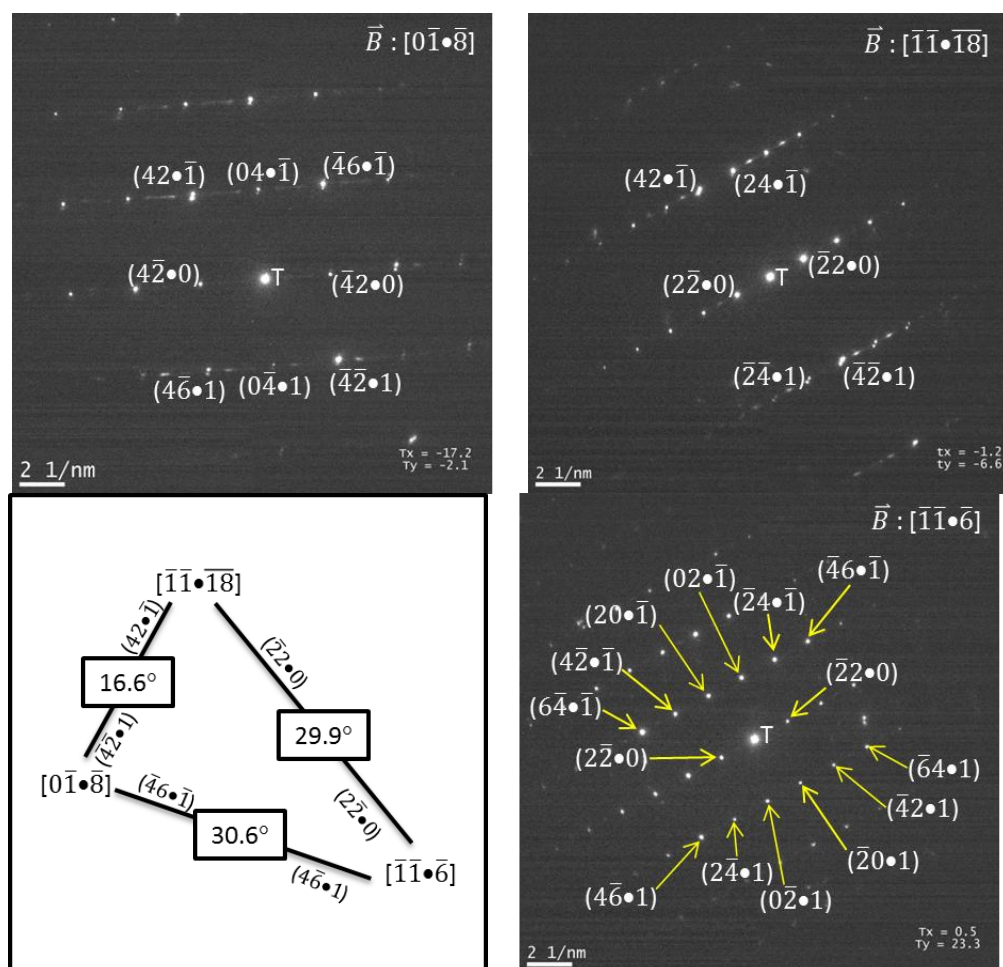 B⃗ : [01̄•8̄]
(42•1̄) (04•1̄) (4̄6•1̄)
(42̄•0) T (4̄2•0)
(46̄•1) (04̄•1) (4̄2̄•1)
Tx = -17.2
Ty = -2.1
2 1/nm
B⃗ : [1̄1̄•1̄8̄]
(42•1̄) (24•1̄)
(22̄•0) T (2̄2•0)
(2̄4̄•1) (4̄2̄•1)
tx = -1.2
ty = -6.6
2 1/nm
[1̄1̄•1̄8̄]
(42•1̄)
16.6°
(4̄2̄•1)
(2̄2•0)
29.9°
(22̄•0)
[01̄•8̄]
(4̄6•1̄)
30.6°
(46̄•1)
[1̄1̄•6̄]
B⃗ : [1̄1̄•6̄]
(4̄6•1̄)
(02•1̄)
(2̄4•1̄)
(20•1̄)
(42̄•1̄)
(2̄2•0)
(64̄•1̄)
T
(22̄•0)
(6̄4•1)
(4̄2•1)
(2̄0•1)
(24̄•1)
(46̄•1)
(02̄•1)
Tx = 0.5
Ty = 23.3
2 1/nm